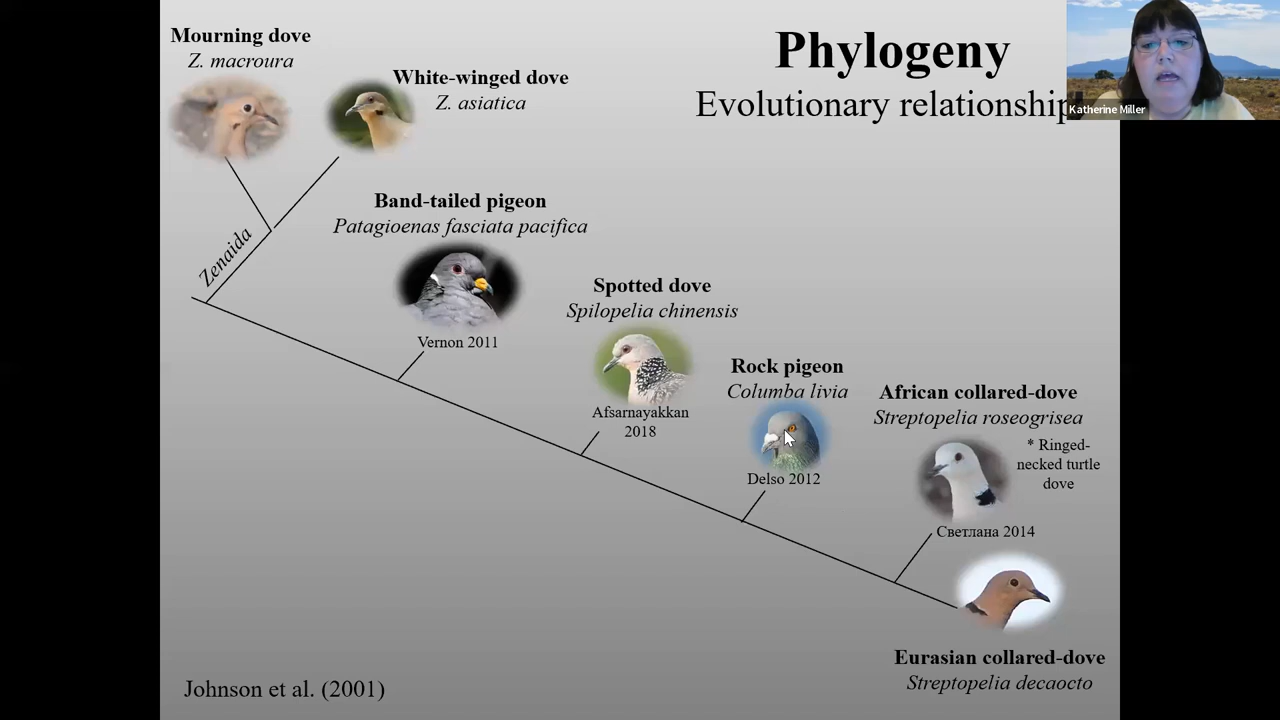 Phylogeny
Evolutionary relationship
Katherine Miller
Mourning dove
Z. macroura
White-winged dove
Z. asiatica
Zenaida
Band-tailed pigeon
Patagioenas fasciata pacifica
Vernon 2011
Spotted dove
Spilopelia chinensis
Afsarnayakkan
2018
Rock pigeon
Columba livia
Delso 2012
African collared-dove
Streptopelia roseogrisea
* Ringed-
necked turtle
dove
Светлана 2014
Eurasian collared-dove
Streptopelia decaocto
Johnson et al. (2001)